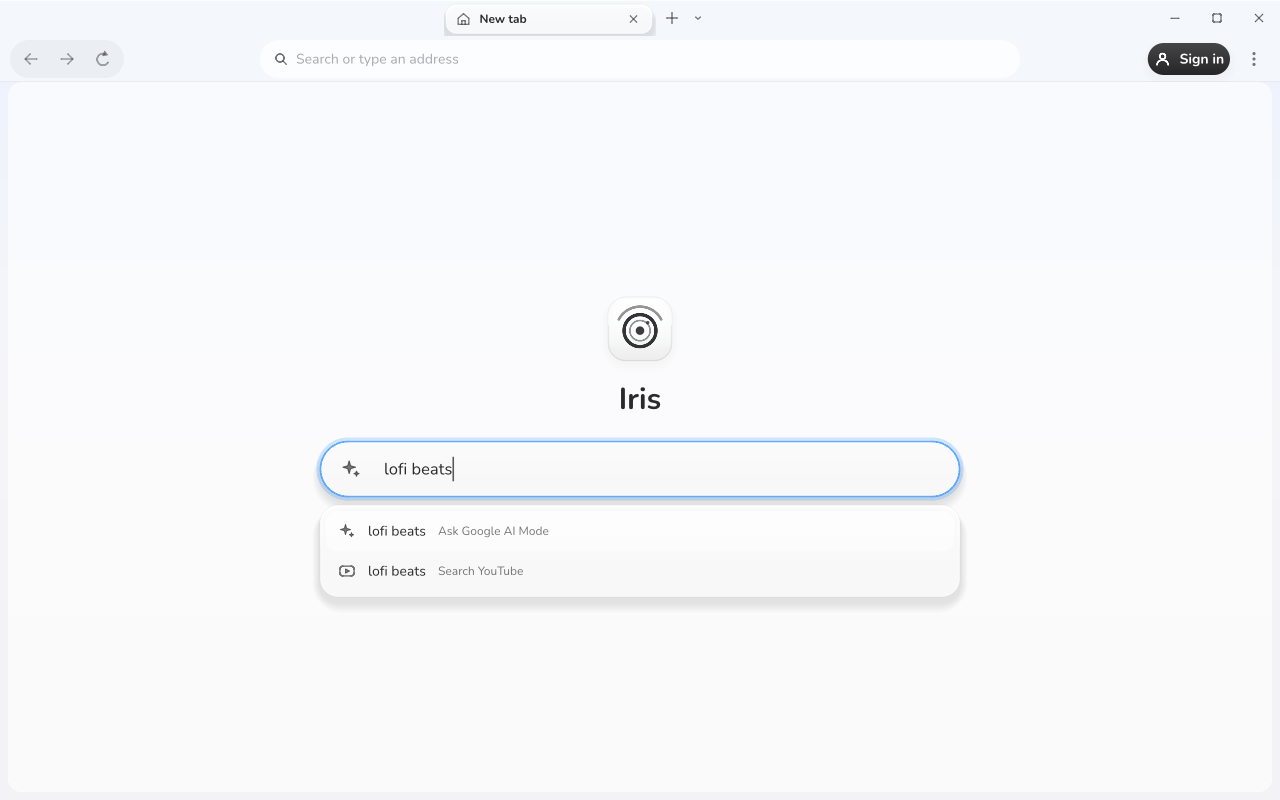 New tab
Search or type an address
Sign in
Iris
lofi beats
lofi beats Ask Google AI Mode
lofi beats Search YouTube